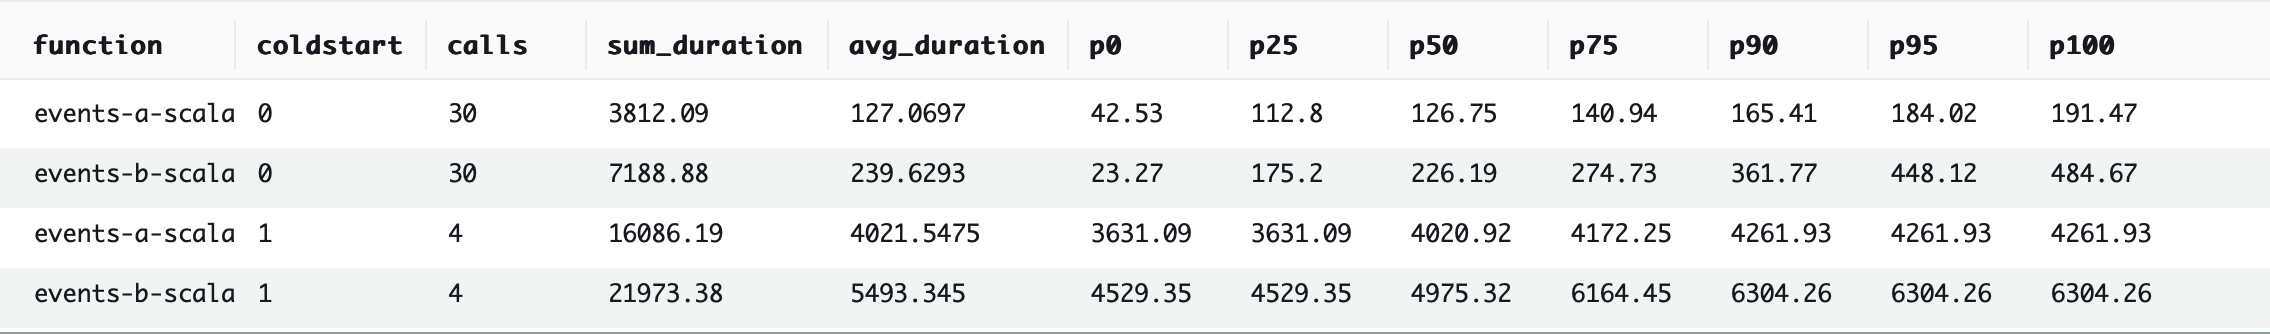 function coldstart calls sum_duration avg_duration p0 p25 p50 p75 p90 p95 p100
events-a-scala 0 30 3812.09 127.0697 42.53 112.8 126.75 140.94 165.41 184.02 191.47
events-b-scala 0 30 7188.88 239.6293 23.27 175.2 226.19 274.73 361.77 448.12 484.67
events-a-scala 1 4 16086.19 4021.5475 3631.09 3631.09 4020.92 4172.25 4261.93 4261.93 4261.93
events-b-scala 1 4 21973.38 5493.345 4529.35 4529.35 4975.32 6164.45 6304.26 6304.26 6304.26